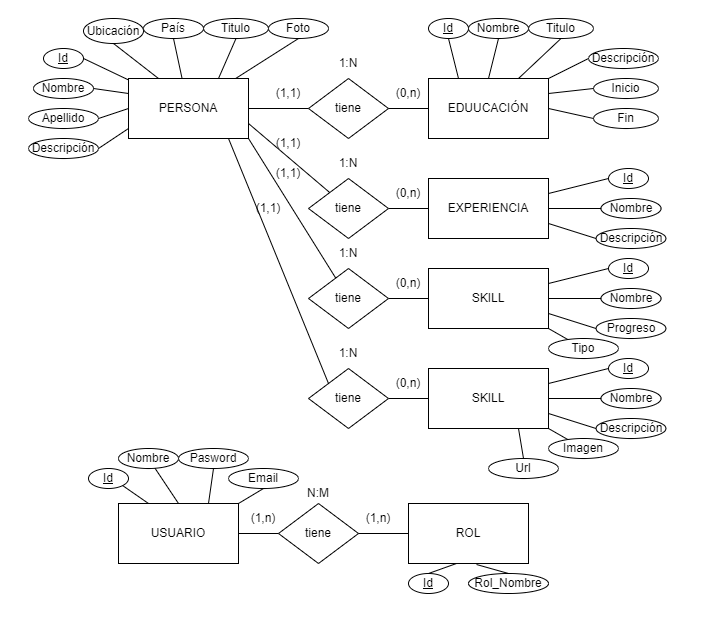 Ubicación País Titulo Foto
Id Nombre Titulo
Id
Nombre
Apellido
Descripción
PERSONA
(1,1)
1:N
tiene
(0,n)
EDUUCACIÓN
Descripción
Inicio
Fin
(1,1)
1:N
tiene
(0,n)
EXPERIENCIA
Id
Nombre
Descripción
(1,1)
1:N
tiene
(0,n)
SKILL
Id
Nombre
Progreso
Tipo
(1,1)
1:N
tiene
(0,n)
SKILL
Id
Nombre
Descripción
Imagen
Url
Id
Nombre
Pasword
Email
USUARIO
(1,n)
N:M
tiene
(1,n)
ROL
Id
Rol_Nombre